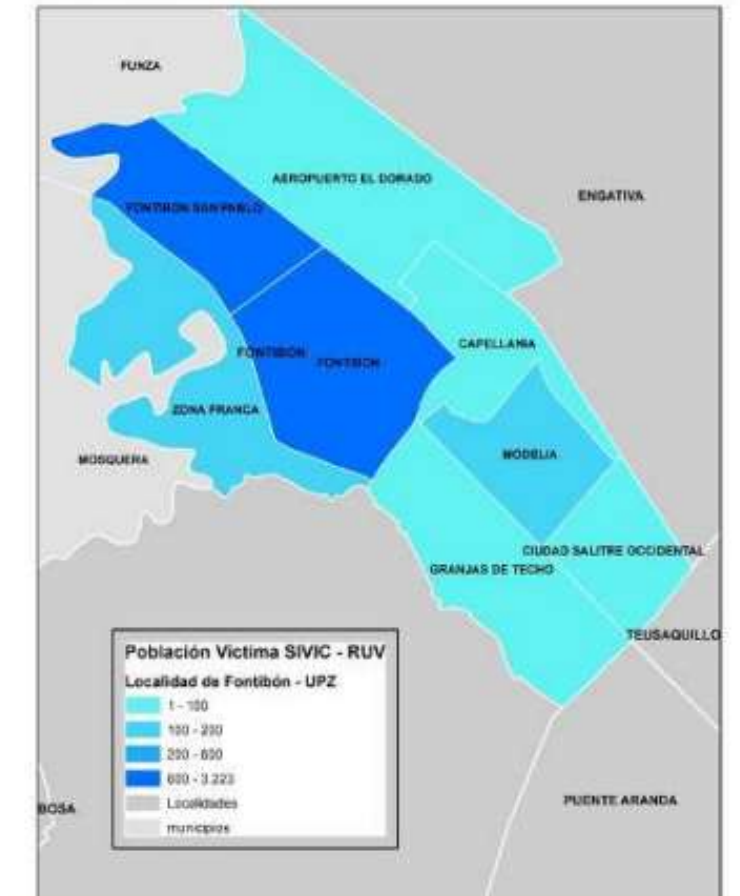 FUNZA
AEROPUERTO EL DORADO
ENGATIVA
FONTIBON SAN PABLO
CAPELLANIA
FONTIBON
FONTIBON
ZONA FRANCA
MODELIA
MOSQUERA
CIUDAD SALITRE OCCIDENTAL
GRANJAS DE TECHO
TEUSAQUILLO
Población Victima SIVIC - RUV
Localidad de Fontibón - UPZ
1 - 100
100 - 200
200 - 600
600 - 3.223
Localidades
municipios
BOSA
PUENTE ARANDA